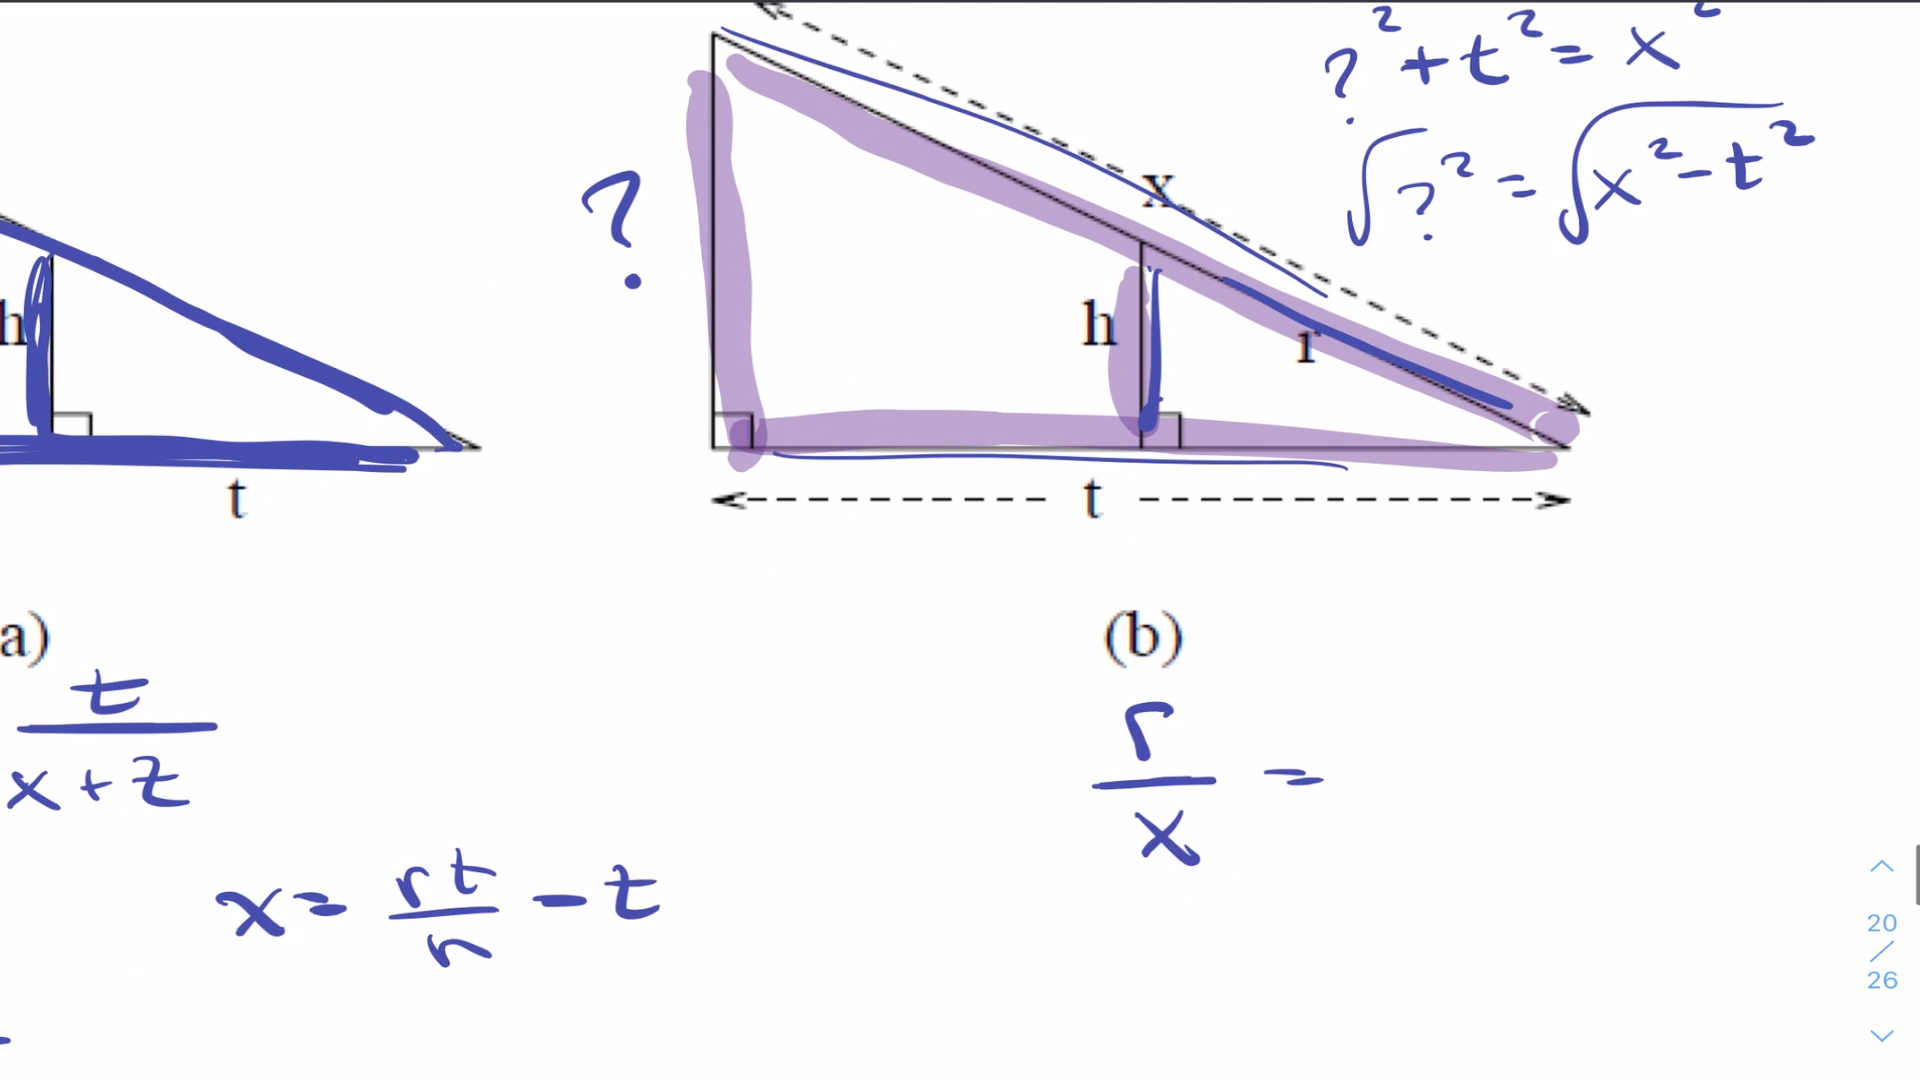 ?² + t² = x²
√?² = √x² - t²
x
?
h
h
r
t
t
a)
(b)
t
x + z
r
x
=
x = rt/n - t
20
/
26